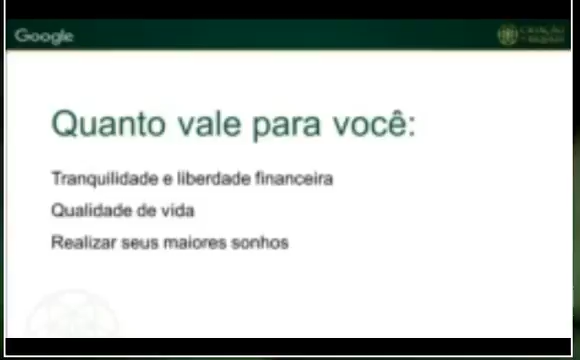 Google
Quanto vale para você:
Tranquilidade e liberdade financeira
Qualidade de vida
Realizar seus maiores sonhos